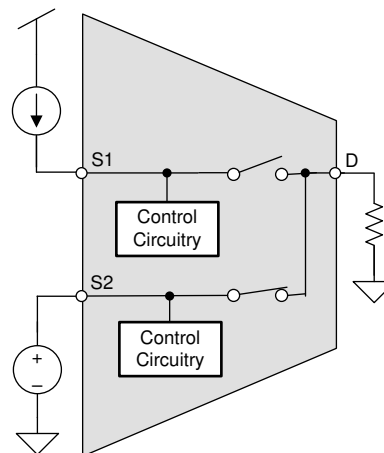 S1
D
Control
Circuitry
S2
Control
Circuitry
+
−